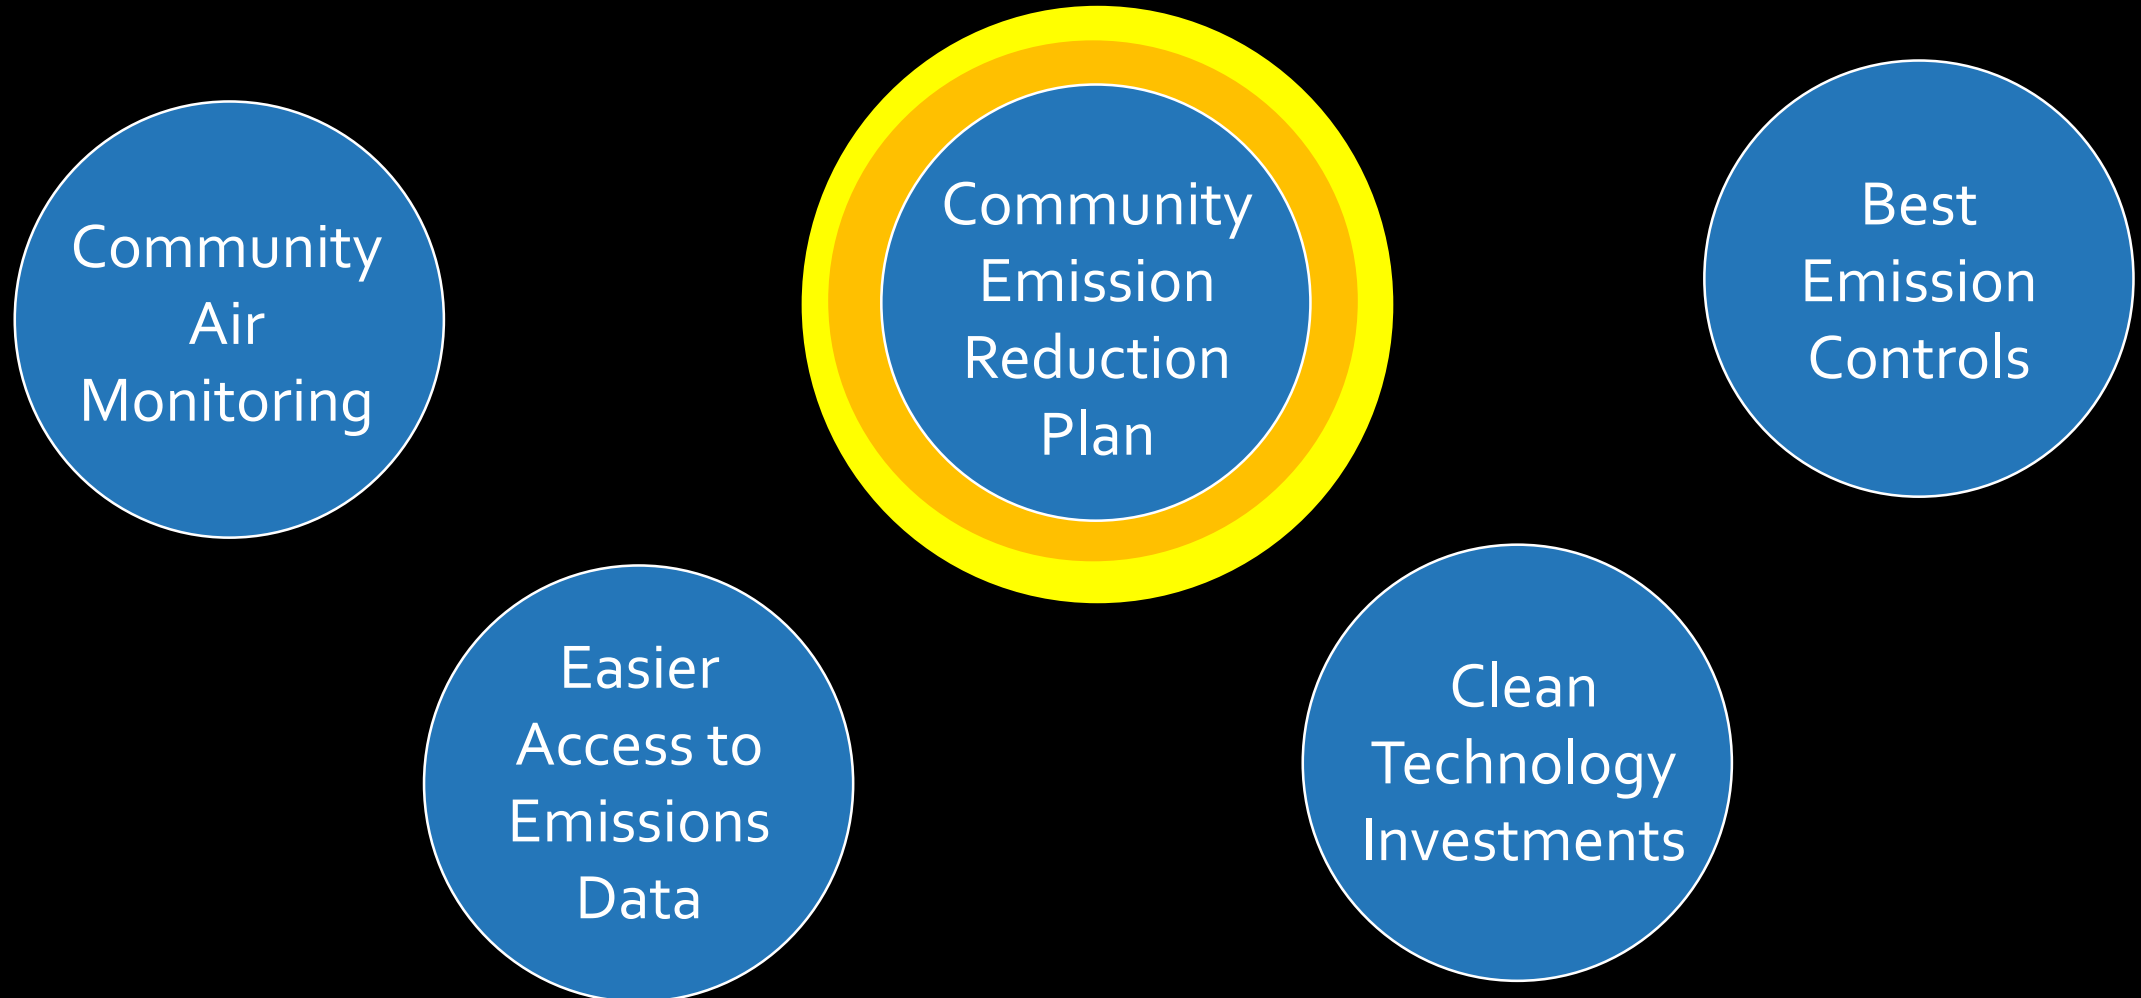 Community
Air
Monitoring
Easier
Access to
Emissions
Data
Community
Emission
Reduction
Plan
Clean
Technology
Investments
Best
Emission
Controls